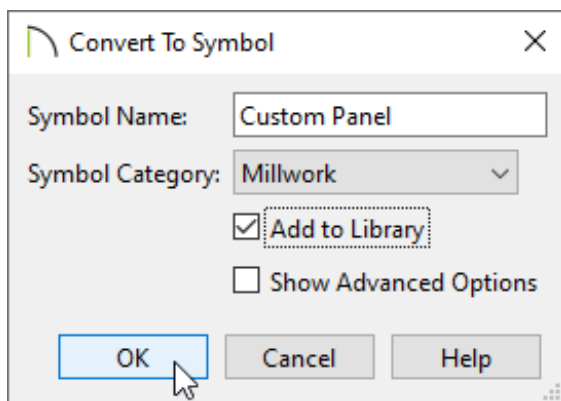 Convert To Symbol
Symbol Name: Custom Panel
Symbol Category: Millwork
Add to Library
Show Advanced Options
OK Cancel Help